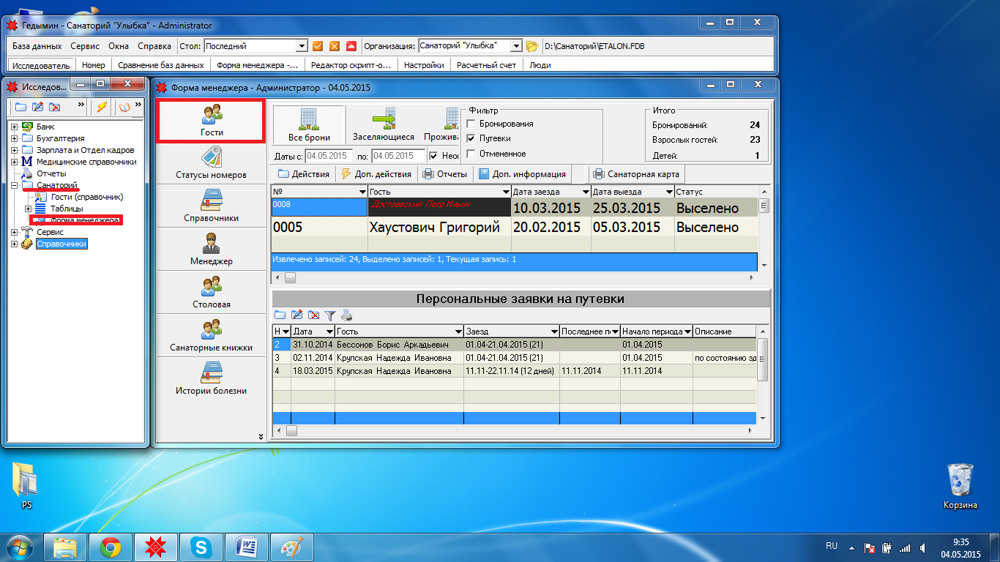 Гедымин - Санаторий "Улыбка" - Administrator
База данных Сервис Окна Справка Стол: Последний Организация: Санаторий "Улыбка" D:\Санаторий\ETALON.FDB
Исследователь Номер Сравнение баз данных Форма менеджера -... Редактор скрипт-о... Настройки Расчетный счет Люди
Исследов...
»
»
Банк
Бухгалтерия
Зарплата и Отдел кадров
Медицинские справочники
Отчеты
Санаторий
Гости (справочник)
Таблицы
Форма менеджера
Сервис
Справочники
Форма менеджера - Администратор - 04.05.2015
Гости
Статусы номеров
Справочники
Менеджер
Столовая
Санаторные книжки
Истории болезни
Все брони Заселяющиеся Прожива
Даты с: 04.05.2015 по: 04.05.2015 Неог
Фильтр
Бронирования
Путевки
Отмененное
Итого
Бронирований: 24
Взрослых гостей: 23
Детей: 1
Действия Доп. действия Отчеты Доп. информация Санаторная карта
№ Гость Дата заезда Дата выезда Статус
0008 Достоевский Петр Ильич 10.03.2015 25.03.2015 Выселено
0005 Хаустович Григорий 20.02.2015 05.03.2015 Выселено
Извлечено записей: 24, Выделено записей: 1, Текущая запись: 1
Персональные заявки на путевки
Н Дата Гость Заезд Последнее п Начало периода Описание
2 31.10.2014 Бессонов Борис Аркадьевич 01.04-21.04.2015 (21) 01.04.2015
3 02.11.2014 Крупская Надежда Ивановна 01.04-21.04.2015 (21) 01.04.2015 по состоянию зд
4 18.03.2015 Крупская Надежда Ивановна 11.11-22.11.14 (12 дней) 11.11.2014 11.11.2014
PS
Корзина
RU
9:35
04.05.2015